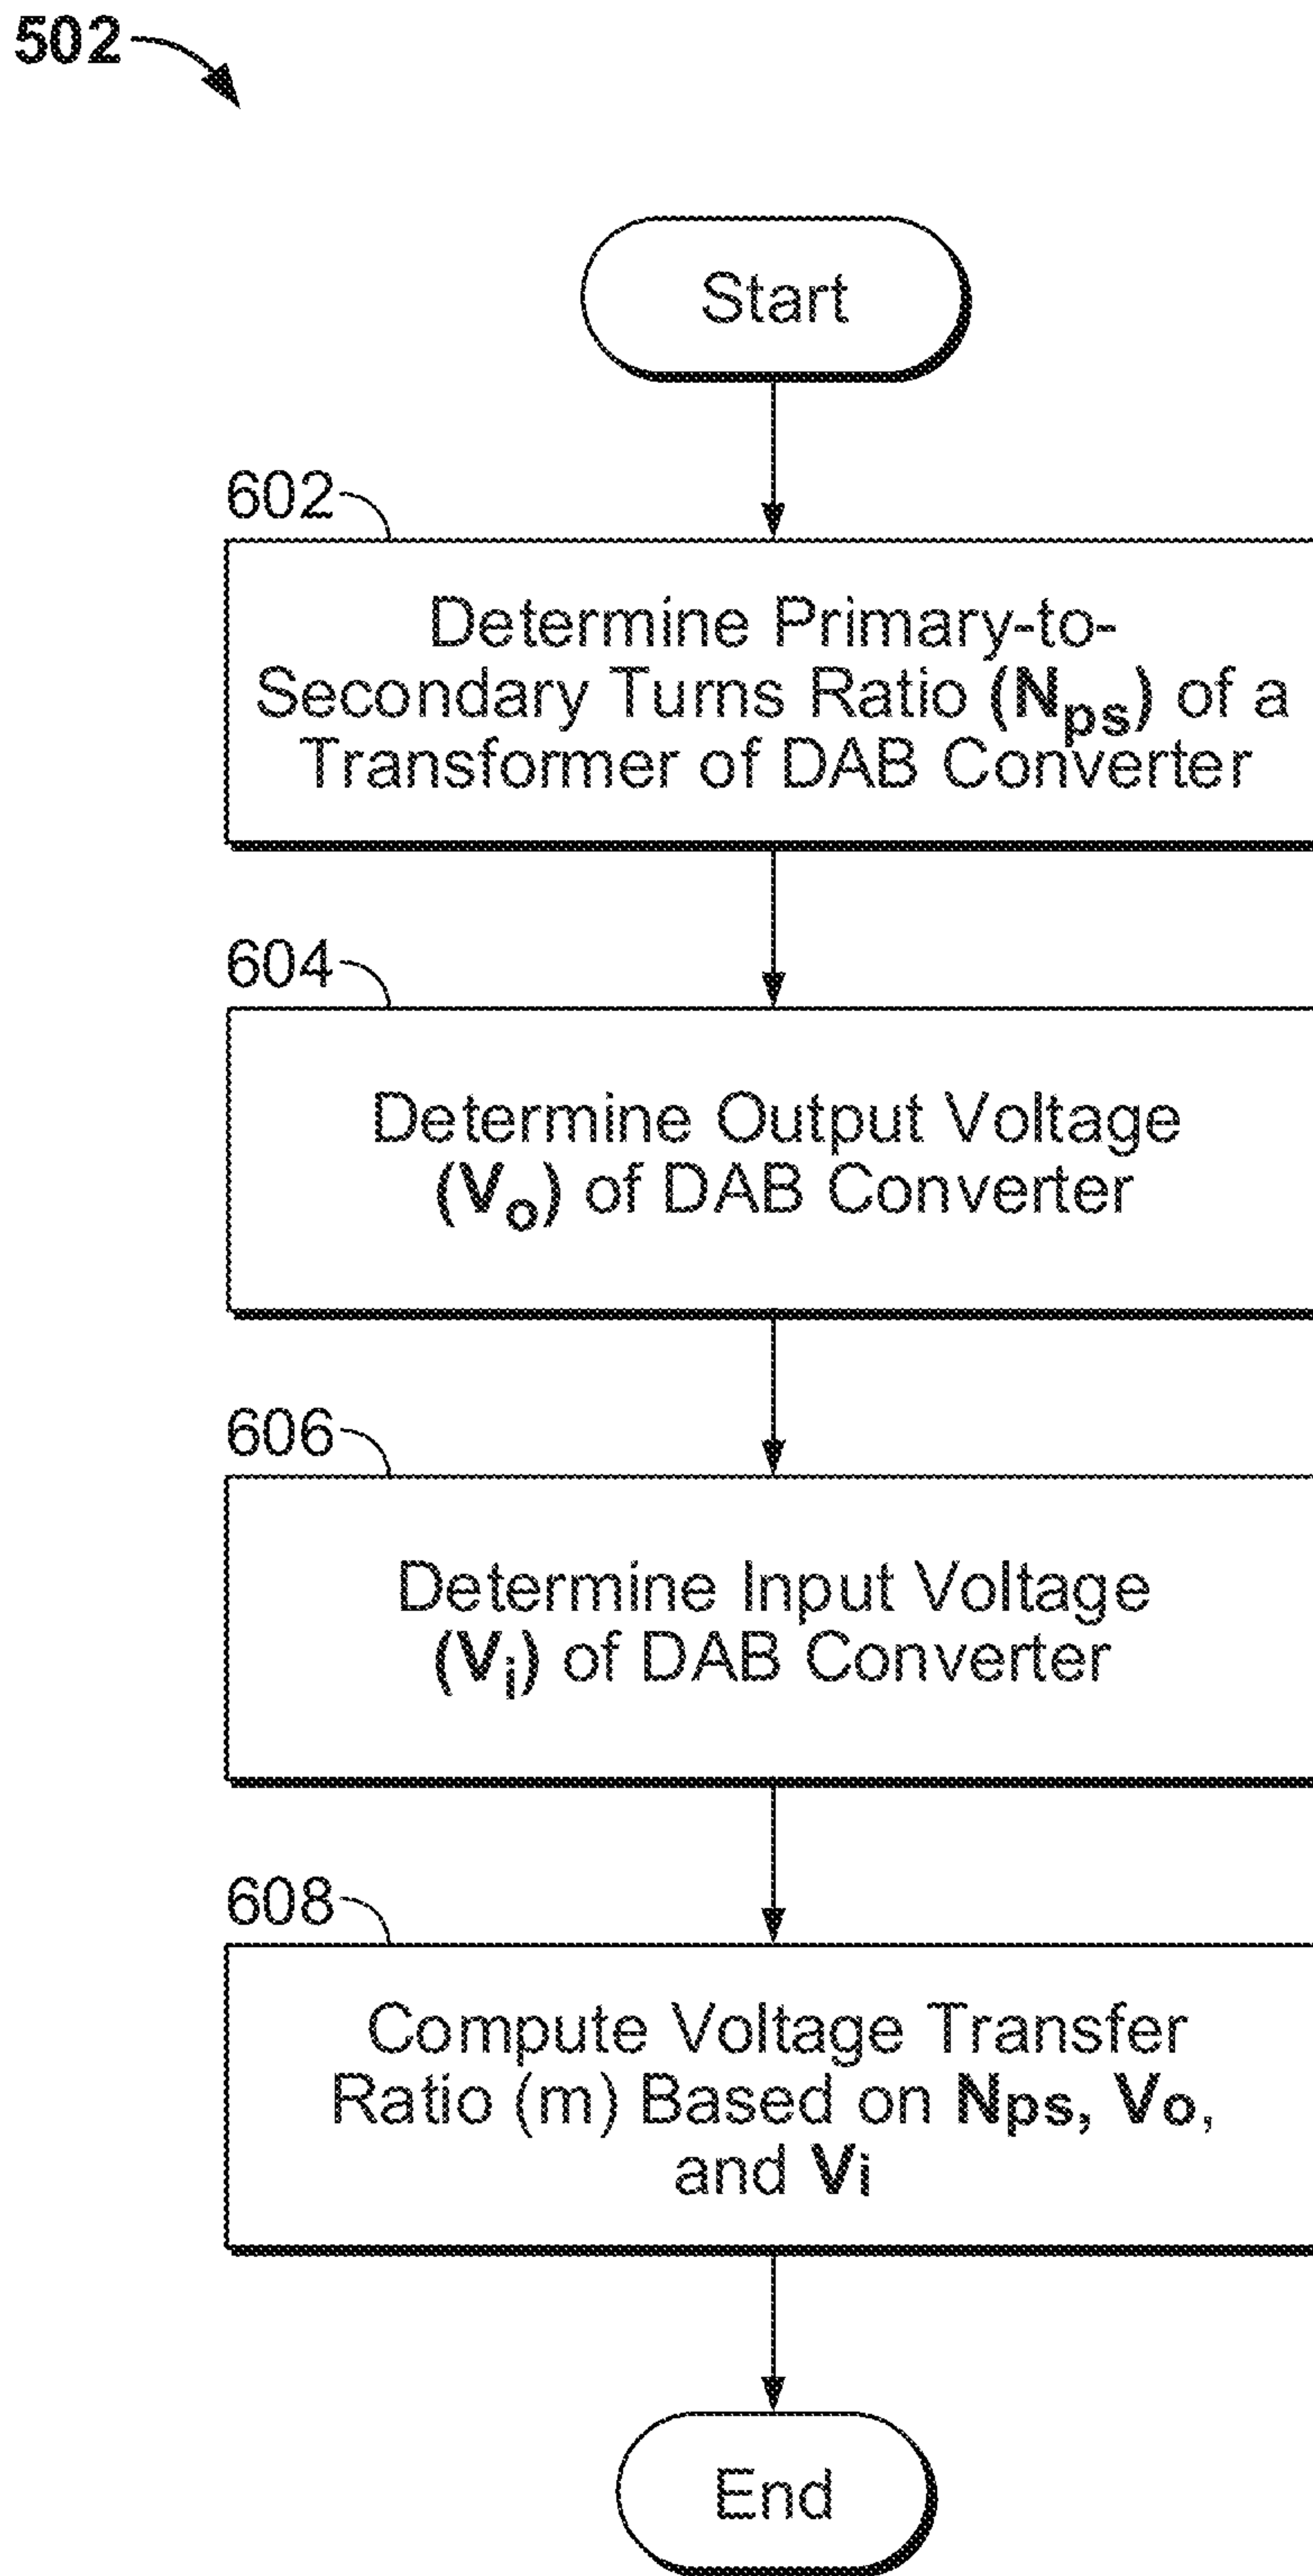 502
Start
602
Determine Primary-to-
Secondary Turns Ratio (Nps) of a
Transformer of DAB Converter
604
Determine Output Voltage
(Vo) of DAB Converter
606
Determine Input Voltage
(Vi) of DAB Converter
608
Compute Voltage Transfer
Ratio (m) Based on Nps, Vo,
and Vi
End